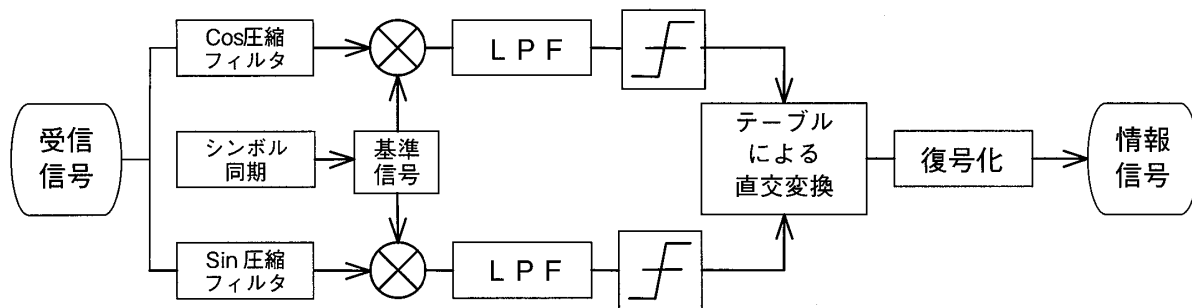 受信
信号
Cos圧縮
フィルタ
シンボル
同期
Sin圧縮
フィルタ
基準
信号
LPF
LPF
テーブル
による
直交変換
復号化
情報
信号